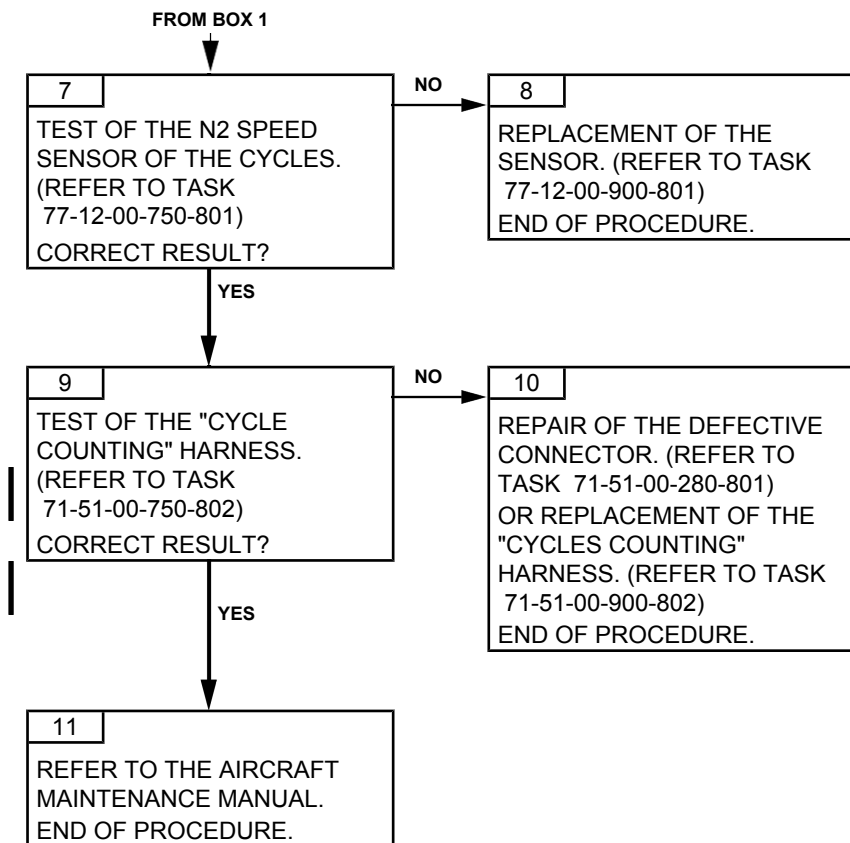 FROM BOX 1
7
TEST OF THE N2 SPEED
SENSOR OF THE CYCLES.
(REFER TO TASK
77-12-00-750-801)
CORRECT RESULT?
NO
8
REPLACEMENT OF THE
SENSOR. (REFER TO TASK
77-12-00-900-801)
END OF PROCEDURE.
YES
9
TEST OF THE "CYCLE
COUNTING" HARNESS.
(REFER TO TASK
71-51-00-750-802)
CORRECT RESULT?
NO
10
REPAIR OF THE DEFECTIVE
CONNECTOR. (REFER TO
TASK 71-51-00-280-801)
OR REPLACEMENT OF THE
"CYCLES COUNTING"
HARNESS. (REFER TO TASK
71-51-00-900-802)
END OF PROCEDURE.
YES
11
REFER TO THE AIRCRAFT
MAINTENANCE MANUAL.
END OF PROCEDURE.